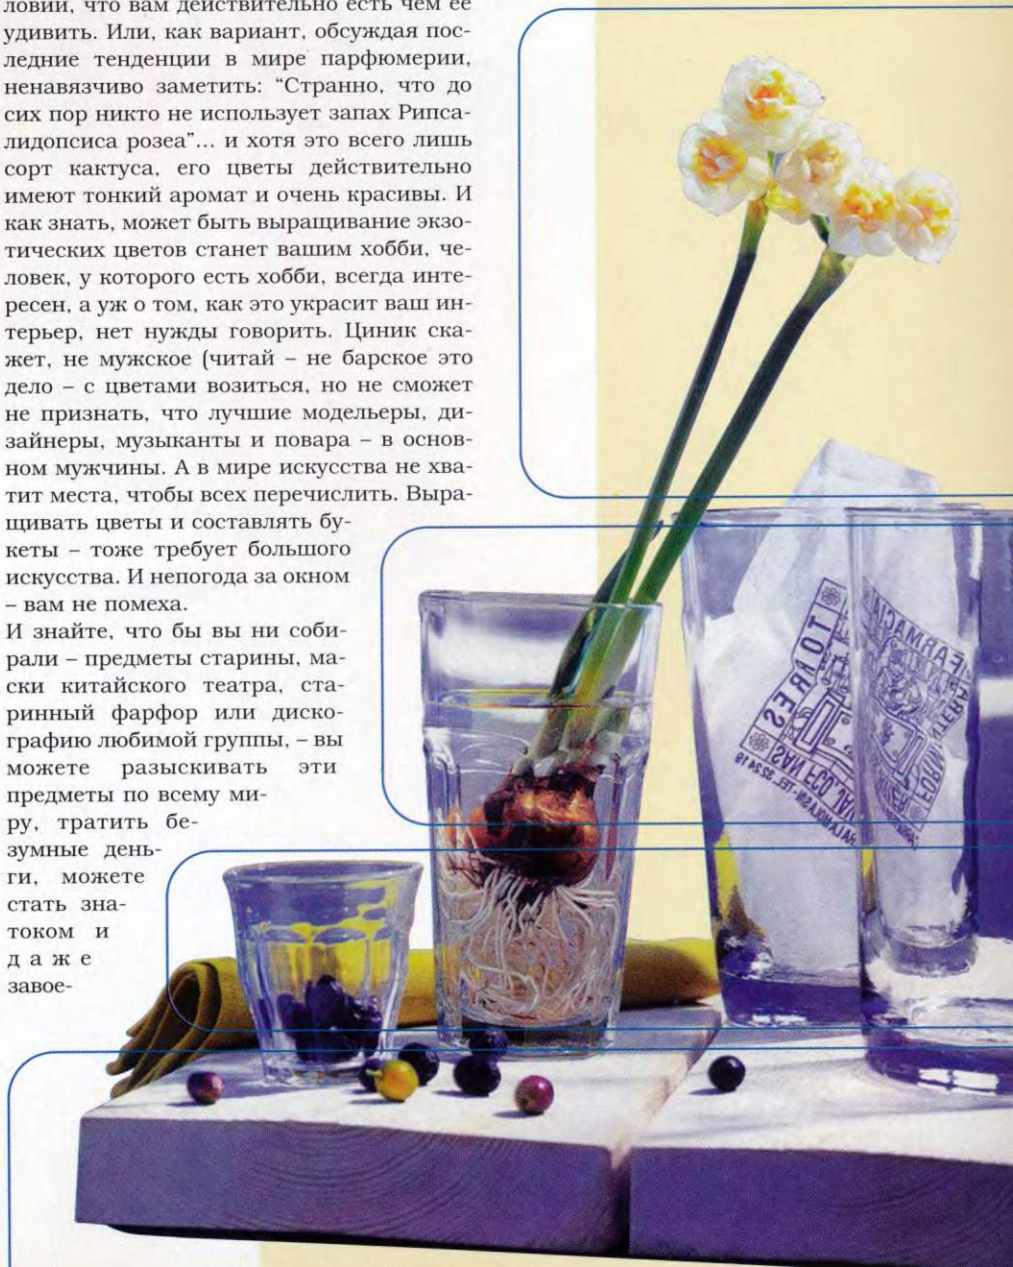 ловии, что вам действительно есть чем ее
удивить. Или, как вариант, обсуждая пос-
ледние тенденции в мире парфюмерии,
ненавязчиво заметить: “Странно, что до
сих пор никто не использует запах Рипса-
лидопсиса розеа”... и хотя это всего лишь
сорт кактуса, его цветы действительно
имеют тонкий аромат и очень красивы. И
как знать, может быть выращивание экзо-
тических цветов станет вашим хобби, че-
ловек, у которого есть хобби, всегда инте-
ресен, а уж о том, как это украсит ваш ин-
терьер, нет нужды говорить. Циник ска-
жет, не мужское (читай – не барское это
дело – с цветами возиться, но не сможет
не признать, что лучшие модельеры, ди-
зайнеры, музыканты и повара – в основ-
ном мужчины. А в мире искусства не хва-
тит места, чтобы всех перечислить. Выра-
щивать цветы и составлять бу-
кеты – тоже требует большого
искусства. И непогода за окном
– вам не помеха.
И знайте, что бы вы ни соби-
рали – предметы старины, ма-
ски китайского театра, ста-
ринный фарфор или диско-
графию любимой группы, – вы
можете разыскивать эти
предметы по всему ми-
ру, тратить бе-
зумные день-
ги, можете
стать зна-
током и
даже
завое-
TORRES
FARMACIA